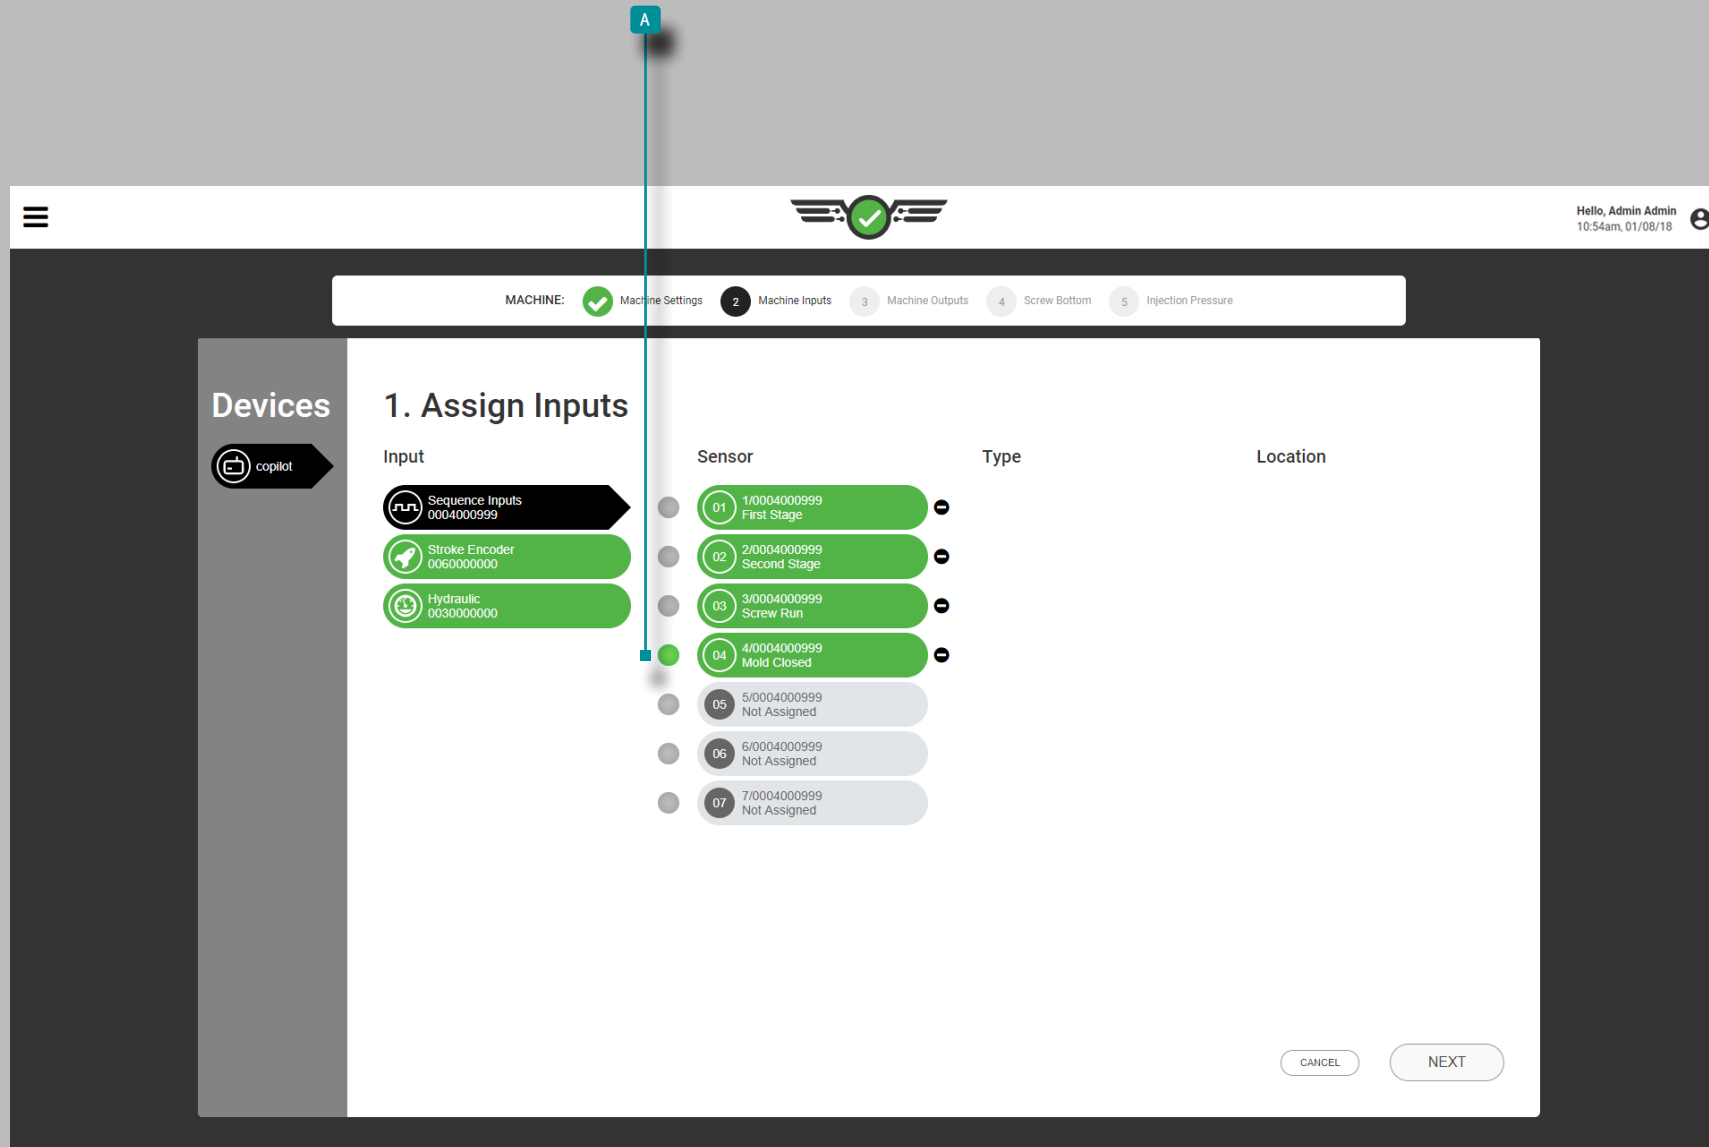 A
Hello, Admin Admin
10:54am, 01/08/18
MACHINE: Machine Settings 2 Machine Inputs 3 Machine Outputs 4 Screw Bottom 5 Injection Pressure
Devices
copilot
1. Assign Inputs
Input Sensor Type Location
Sequence Inputs
0004000999
Stroke Encoder
0060000000
Hydraulic
0030000000
01 1/0004000999
First Stage
02 2/0004000999
Second Stage
03 3/0004000999
Screw Run
04 4/0004000999
Mold Closed
05 5/0004000999
Not Assigned
06 6/0004000999
Not Assigned
07 7/0004000999
Not Assigned
CANCEL NEXT